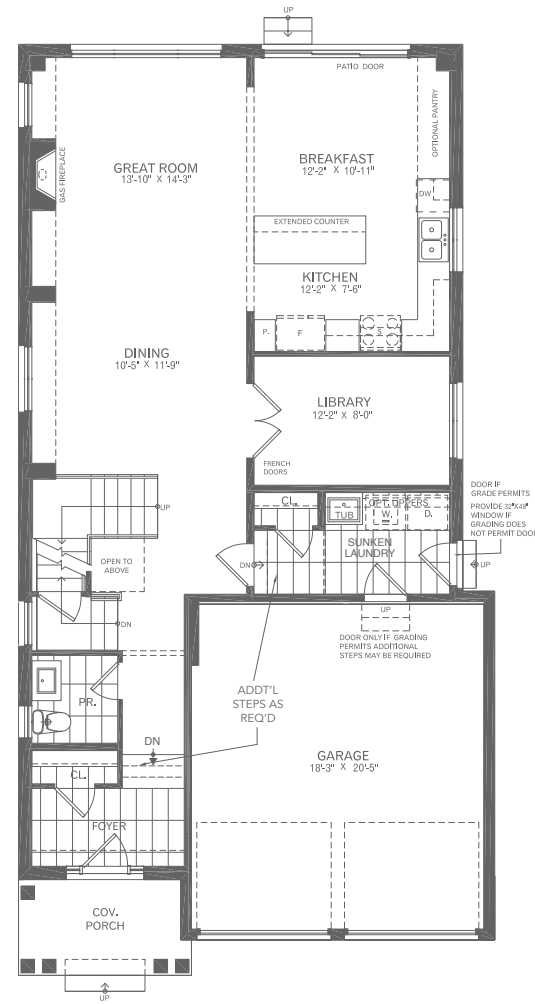 UP
PATIO DOOR
OPTIONAL PANTRY
GREAT ROOM
13'-10" X 14'-3"
GAS FIREPLACE
BREAKFAST
12'-2" X 10'-11"
DW
EXTENDED COUNTER
KITCHEN
12'-2" X 7'-6"
P.
F
S
DINING
10'-5" X 11'-9"
LIBRARY
12'-2" X 8'-0"
FRENCH
DOORS
DOOR IF
GRADE PERMITS
PROVIDE 32"X48"
WINDOW IF
GRADING DOES
NOT PERMIT DOOR
CL.
TUB
OPT. UPPERS
W.
D.
SUNKEN
LAUNDRY
UP
OPEN TO
ABOVE
DN
UP
DN
UP
DOOR ONLY IF GRADING
PERMITS ADDITIONAL
STEPS MAY BE REQUIRED
PR.
ADDT'L
STEPS AS
REQ'D
DN
CL.
FOYER
GARAGE
18'-3" X 20'-5"
COV.
PORCH
UP